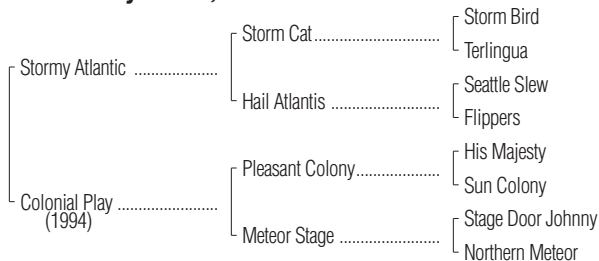 Storm Bird
Storm Cat
Terlingua
Stormy Atlantic
Seattle Slew
Hail Atlantis
Flippers
His Majesty
Pleasant Colony
Sun Colony
Colonial Play
(1994)
Stage Door Johnny
Meteor Stage
Northern Meteor